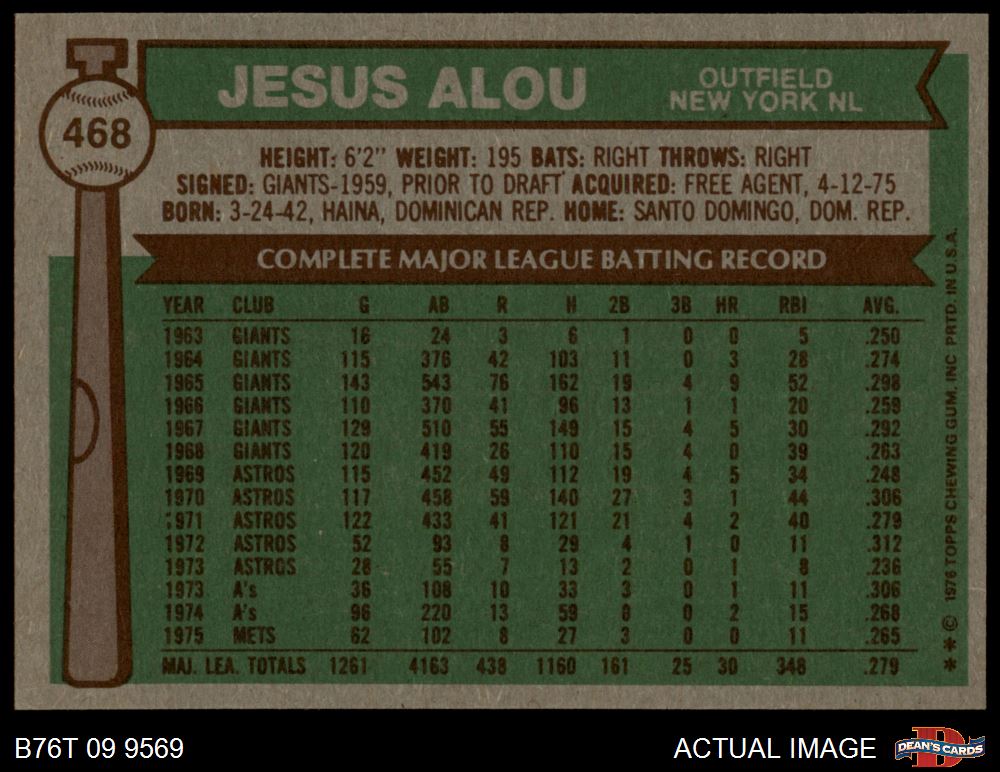 JESUS ALOU
OUTFIELD
NEW YORK NL
468
HEIGHT: 6'2" WEIGHT: 195 BATS: RIGHT THROWS: RIGHT
SIGNED: GIANTS-1959, PRIOR TO DRAFT ACQUIRED: FREE AGENT, 4-12-75
BORN: 3-24-42, HAINA, DOMINICAN REP. HOME: SANTO DOMINGO, DOM. REP.
COMPLETE MAJOR LEAGUE BATTING RECORD
YEAR CLUB G AB R H 2B 3B HR RBI AVG.
1963 GIANTS 16 24 3 6 1 0 0 5 .250
1964 GIANTS 115 376 42 103 11 0 3 28 .274
1965 GIANTS 143 543 76 162 19 4 9 52 .298
1966 GIANTS 110 370 41 96 13 1 1 20 .259
1967 GIANTS 129 510 55 149 15 4 5 30 .292
1968 GIANTS 120 419 26 110 15 4 0 39 .263
1969 ASTROS 115 452 49 112 19 4 5 34 .248
1970 ASTROS 117 458 59 140 27 3 1 44 .306
1971 ASTROS 122 433 41 121 21 4 2 40 .279
1972 ASTROS 52 93 8 29 4 1 0 11 .312
1973 ASTROS 28 55 7 13 2 0 1 8 .236
1973 A's 36 108 10 33 3 0 1 11 .306
1974 A's 96 220 13 59 8 0 2 15 .268
1975 METS 62 102 8 27 3 0 0 11 .265
MAJ. LEA. TOTALS 1261 4163 438 1160 161 25 30 348 .279
** © 1976 TOPPS CHEWING GUM, INC PRTD. IN U.S.A.
B76T 09 9569
ACTUAL IMAGE
D
DEAN'S CARDS